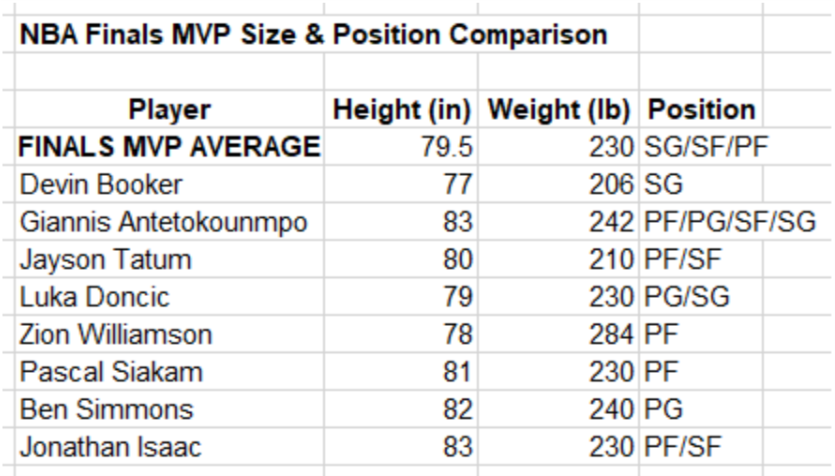 NBA Finals MVP Size & Position Comparison
Player Height (in) Weight (lb) Position
FINALS MVP AVERAGE 79.5 230 SG/SF/PF
Devin Booker 77 206 SG
Giannis Antetokounmpo 83 242 PF/PG/SF/SG
Jayson Tatum 80 210 PF/SF
Luka Doncic 79 230 PG/SG
Zion Williamson 78 284 PF
Pascal Siakam 81 230 PF
Ben Simmons 82 240 PG
Jonathan Isaac 83 230 PF/SF